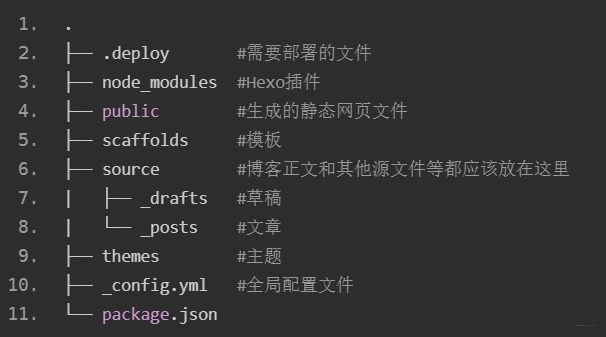 1. .
2. ├── .deploy #需要部署的文件
3. ├── node_modules #Hexo插件
4. ├── public #生成的静态网页文件
5. ├── scaffolds #模板
6. ├── source #博客正文和其他源文件等都应该放在这里
7. |   ├── _drafts #草稿
8. |   └── _posts #文章
9. ├── themes #主题
10. ├── _config.yml #全局配置文件
11. └── package.json